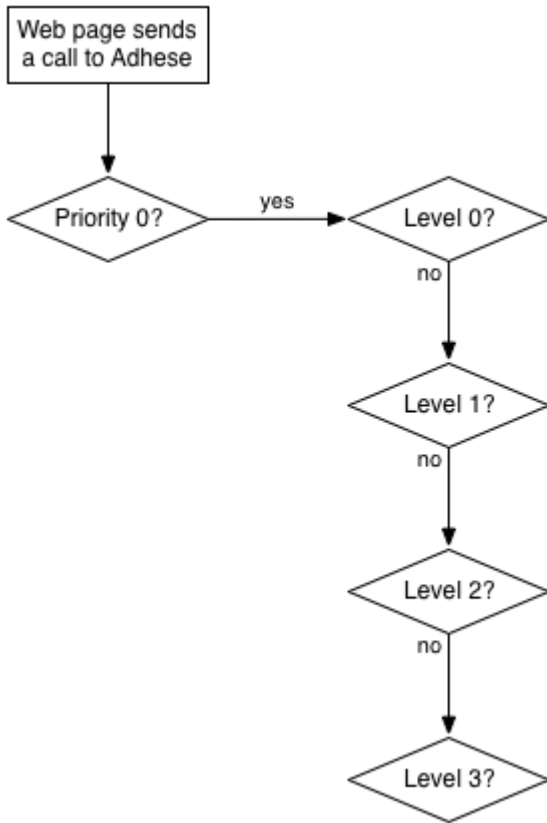 Web page sends
a call to Adhese
Priority 0?
yes
Level 0?
no
Level 1?
no
Level 2?
no
Level 3?